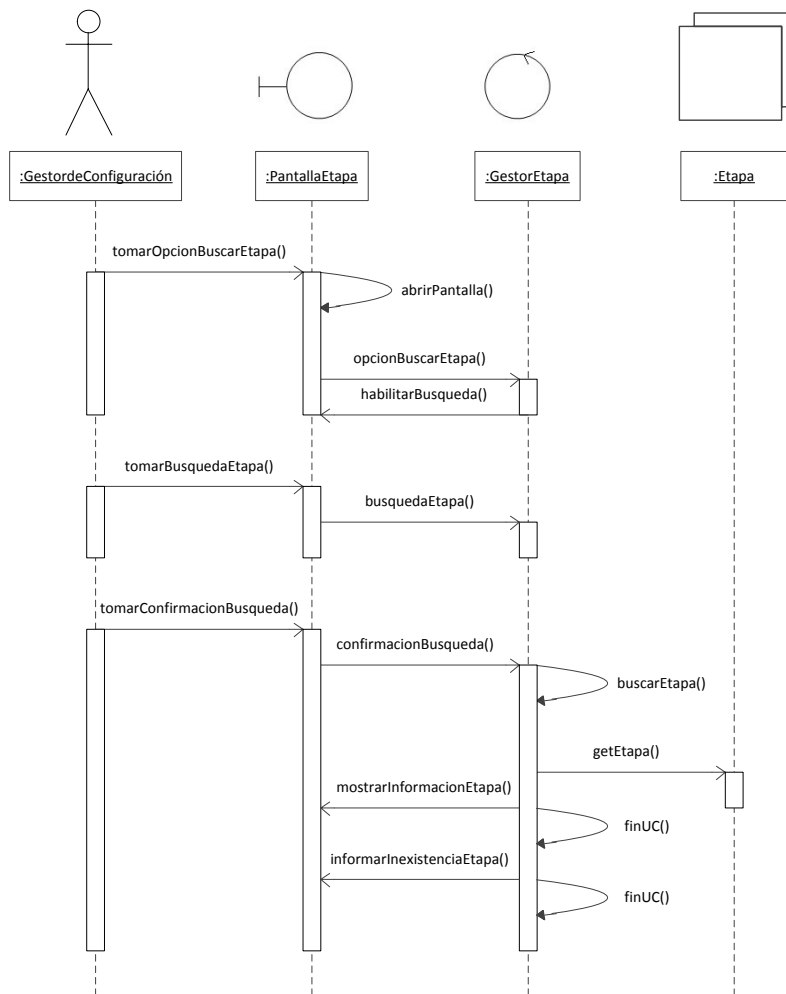 :GestordeConfiguración
:PantallaEtapa
:GestorEtapa
:Etapa
tomarOpcionBuscarEtapa()
abrirPantalla()
opcionBuscarEtapa()
habilitarBusqueda()
tomarBusquedaEtapa()
busquedaEtapa()
tomarConfirmacionBusqueda()
confirmacionBusqueda()
buscarEtapa()
getEtapa()
mostrarInformacionEtapa()
finUC()
informarInexistenciaEtapa()
finUC()